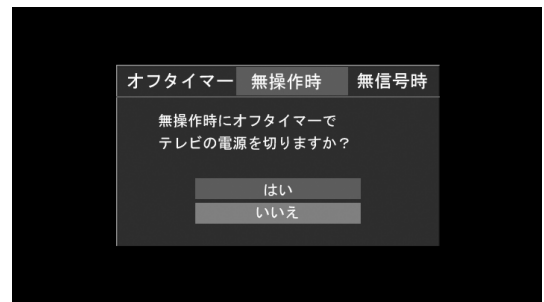 オフタイマー 無操作時 無信号時
無操作時にオフタイマーで
テレビの電源を切りますか？
はい
いいえ